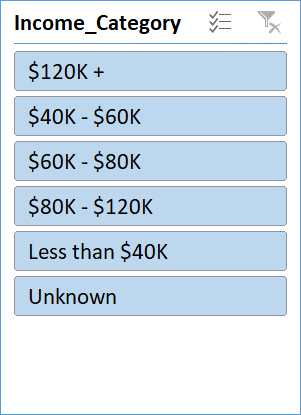 Income_Category
$120K +
$40K - $60K
$60K - $80K
$80K - $120K
Less than $40K
Unknown